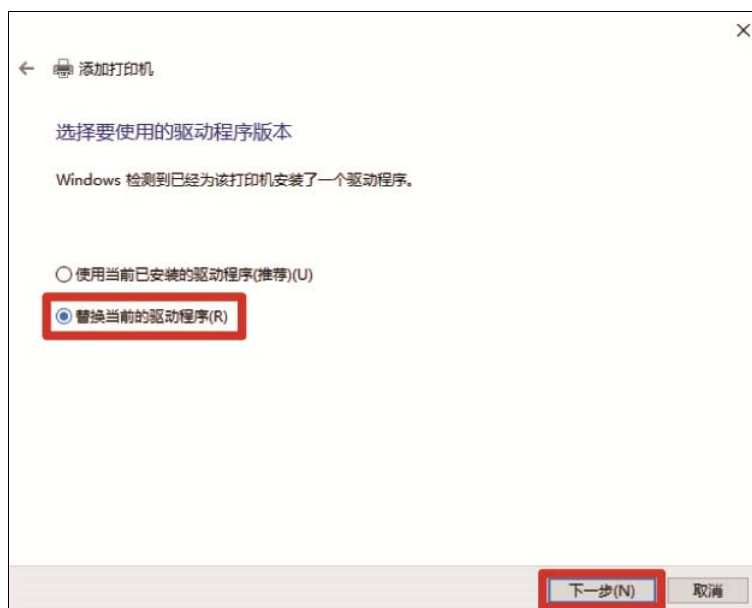 添加打印机
选择要使用的驱动程序版本
Windows 检测到已经为该打印机安装了一个驱动程序。
使用当前已安装的驱动程序(推荐)(U)
替换当前的驱动程序(R)
下一步(N) 取消